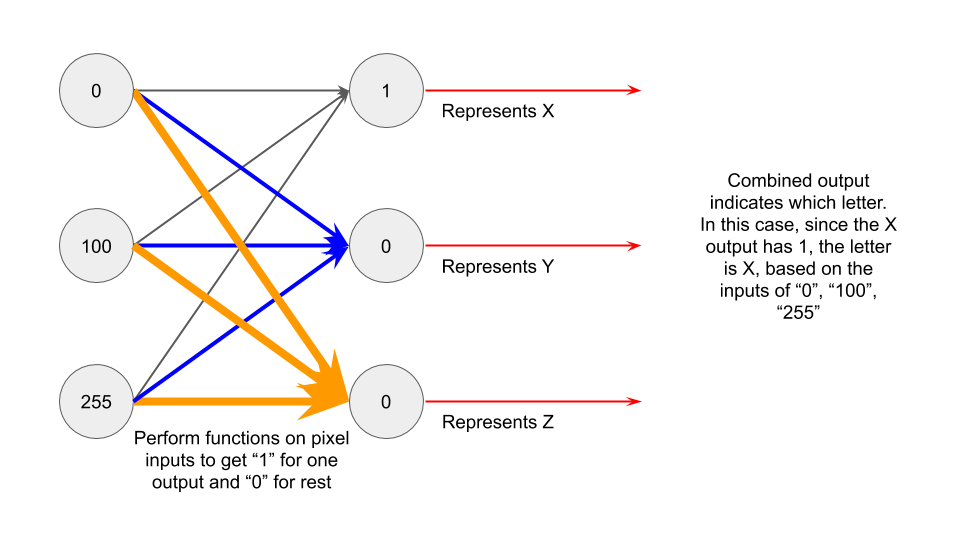 0
1
Represents X
100
0
Represents Y
255
0
Represents Z
Perform functions on pixel
inputs to get “1” for one
output and “0” for rest
Combined output
indicates which letter.
In this case, since the X
output has 1, the letter
is X, based on the
inputs of “0”, “100”,
“255”